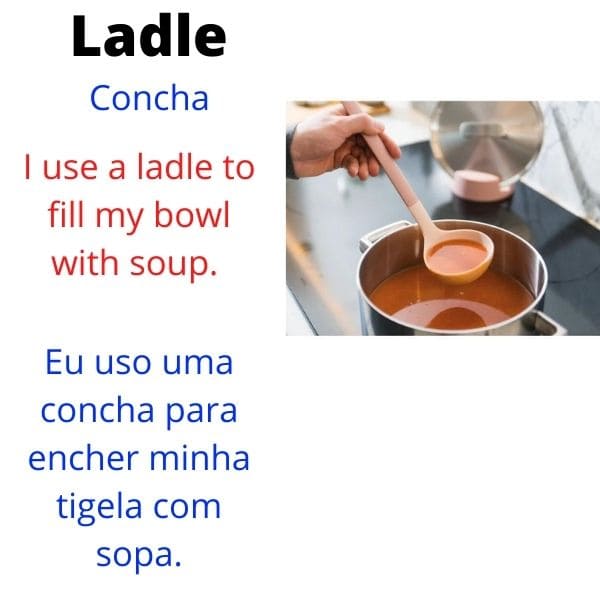 Ladle
Concha
I use a ladle to
fill my bowl
with soup.
Eu uso uma
concha para
encher minha
tigela com
sopa.